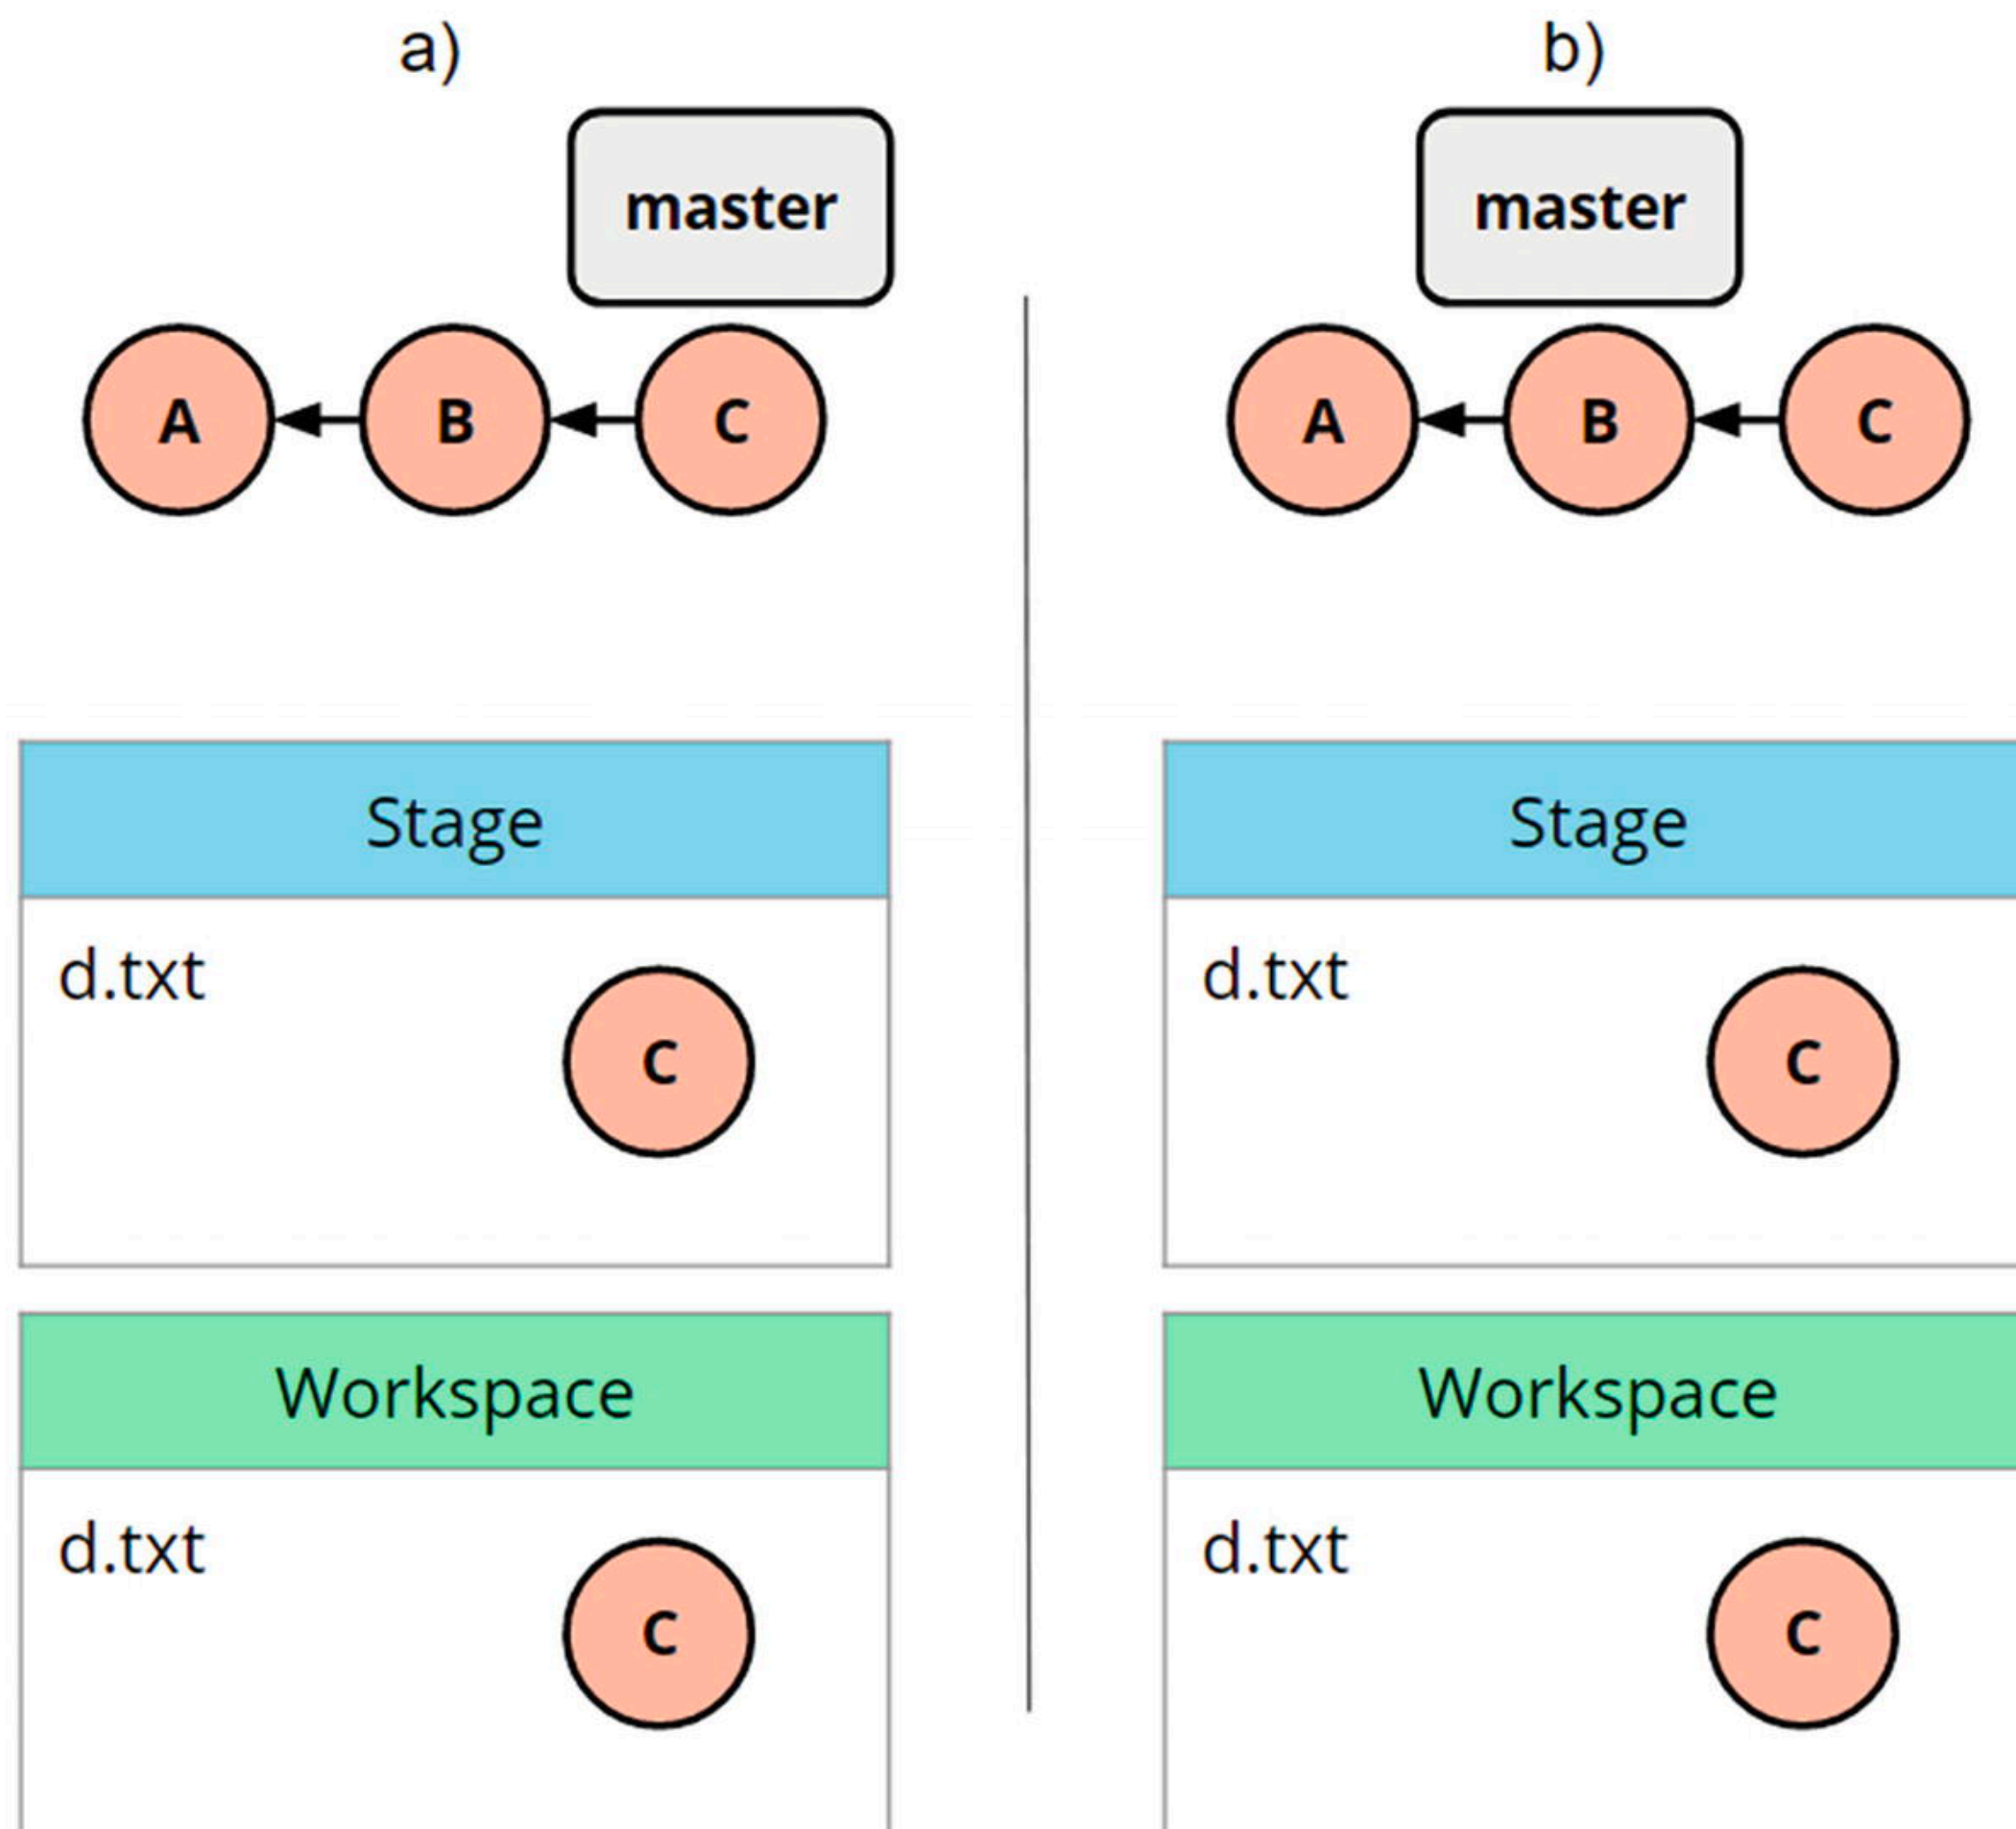 a)
master
A
B
C
Stage
d.txt
C
Workspace
d.txt
C
b)
master
A
B
C
Stage
d.txt
C
Workspace
d.txt
C